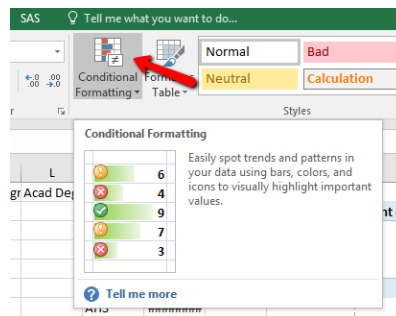 SAS
Tell me what you want to do...
Normal
Bad
Conditional
Formatting
Table
Neutral
Calculation
Styles
Conditional Formatting
Easily spot trends and patterns in
your data using bars, colors, and
icons to visually highlight important
values.
6
4
9
7
3
Tell me more
L
Acad
########